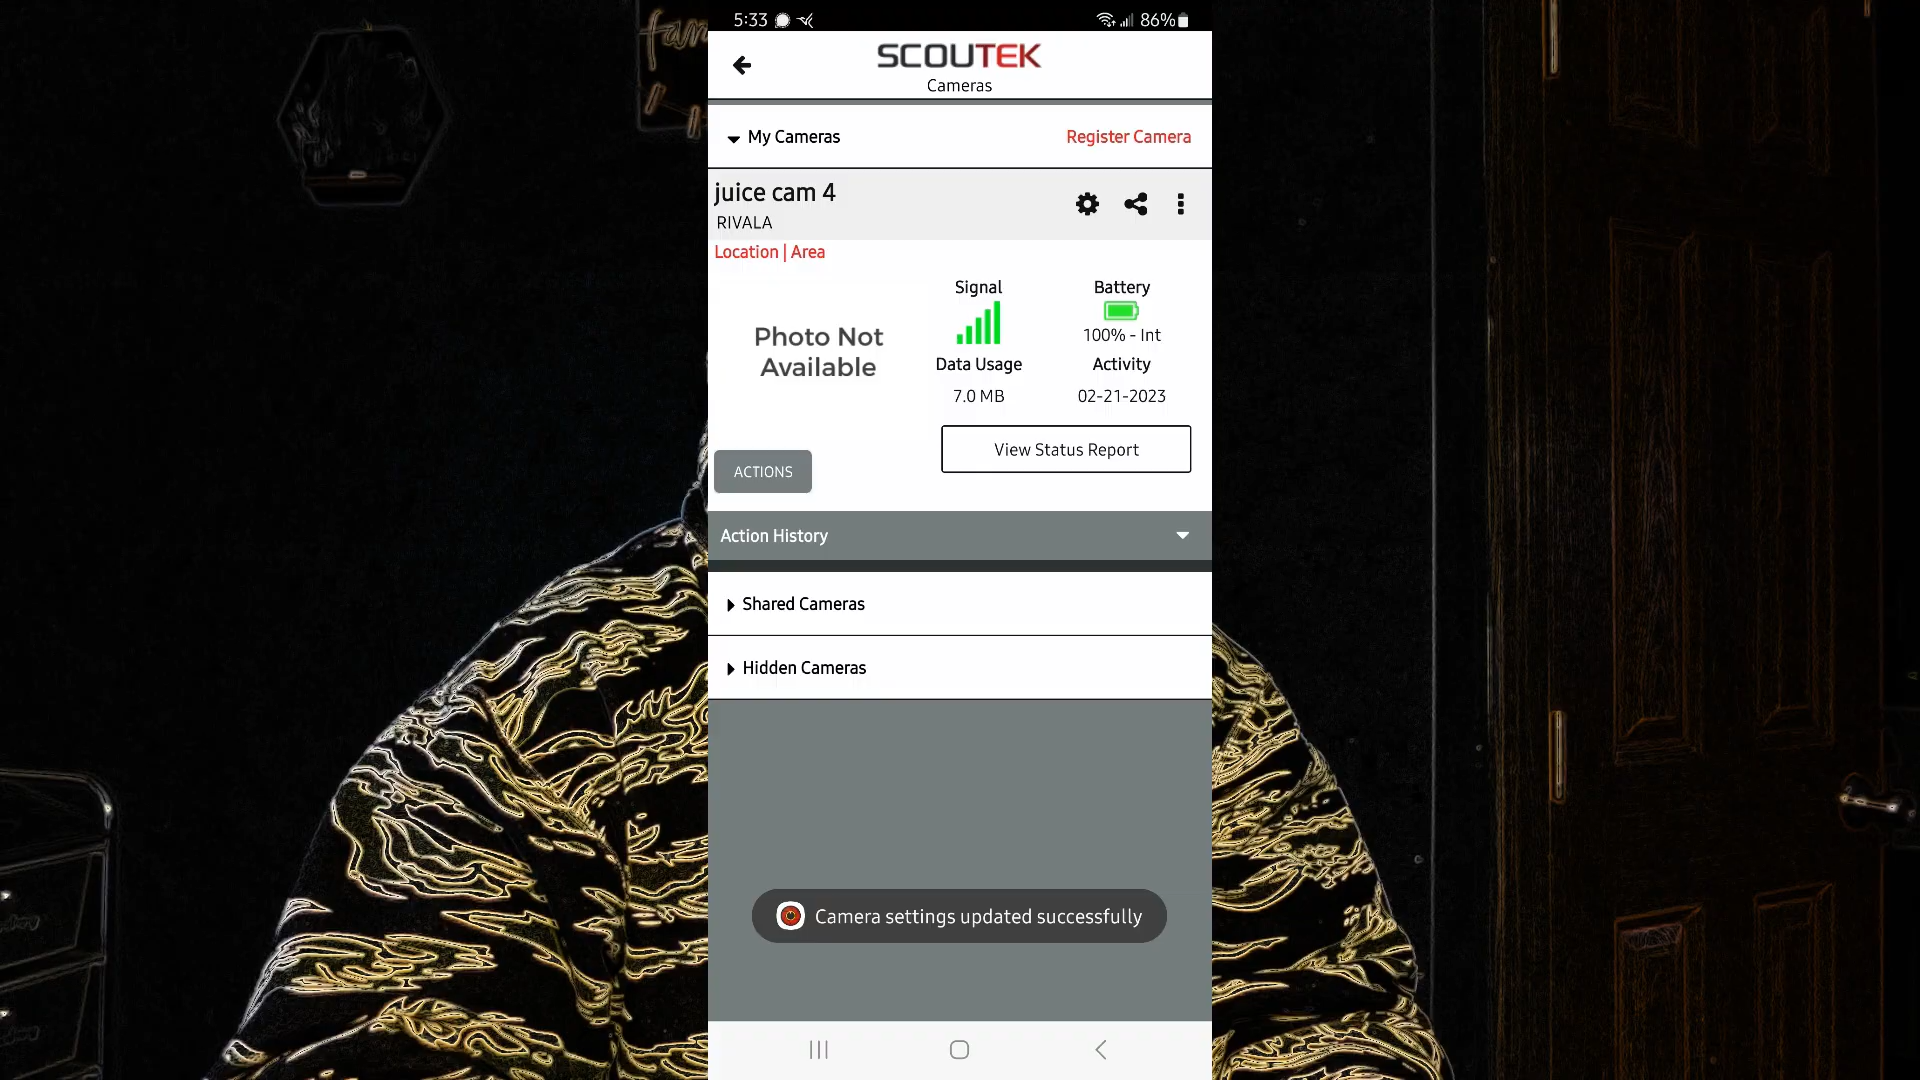 5:33
86%
SCOUTEK
Cameras
My Cameras
Register Camera
juice cam 4
RIVALA
Location | Area
Signal
Battery
100% - Int
Photo Not
Available
Data Usage
Activity
7.0 MB
02-21-2023
View Status Report
ACTIONS
Action History
Shared Cameras
Hidden Cameras
Camera settings updated successfully